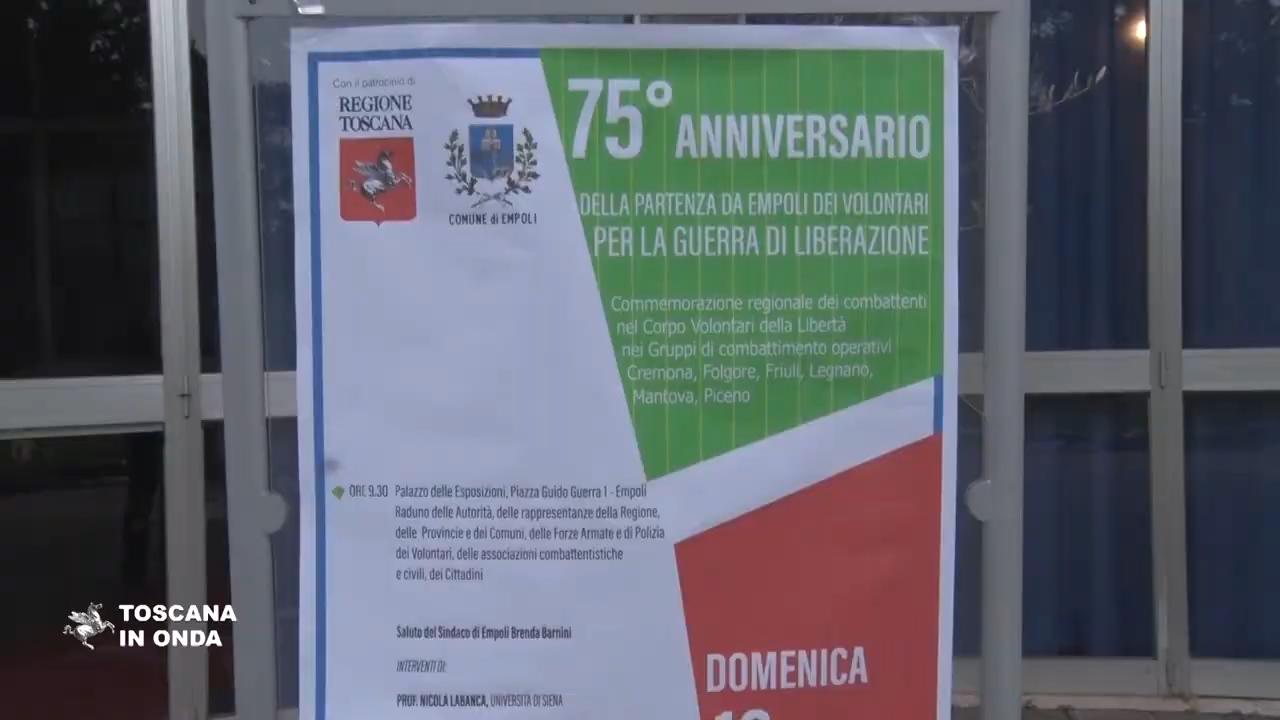 Con il patrocinio di
REGIONE
TOSCANA
COMUNE di EMPOLI
75° ANNIVERSARIO
DELLA PARTENZA DA EMPOLI DEI VOLONTARI
PER LA GUERRA DI LIBERAZIONE
Commemorazione regionale dei combattenti
nel Corpo Volontari della Libertà
nei Gruppi di combattimento operativi
Cremona, Folgore, Friuli, Legnano,
Mantova, Piceno
ORE 9.30 Palazzo delle Esposizioni, Piazza Guido Guerra 1 - Empoli
Raduno delle Autorità, delle rappresentanze della Regione,
delle Provincie e dei Comuni, delle Forze Armate e di Polizia
dei Volontari, delle associazioni combattentistiche
e civili, dei Cittadini
Saluto del Sindaco di Empoli Brenda Barnini
INTERVENTI DI:
PROF. NICOLA LABANCA, UNIVERSITÀ DI SIENA
DOMENICA
TOSCANA
IN ONDA